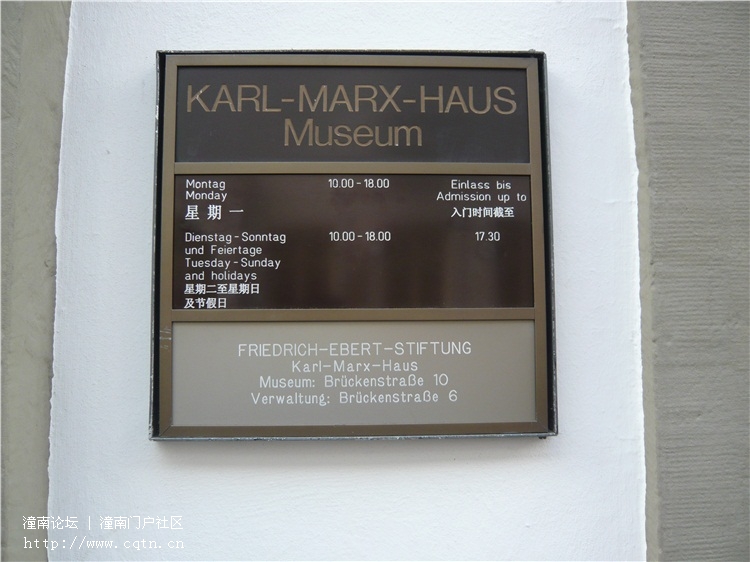 KARL-MARX-HAUS
Museum
Montag 10.00-18.00 Einlass bis
Monday Admission up to
星期一 入门时间截至
Dienstag-Sonntag 10.00-18.00 17.30
und Feiertage
Tuesday-Sunday
and holidays
星期二至星期日
及节假日
FRIEDRICH-EBERT-STIFTUNG
Karl-Marx-Haus
Museum: Brückenstraße 10
Verwaltung: Brückenstraße 6
潼南论坛 | 潼南门户社区
http://www.cqtn.cn